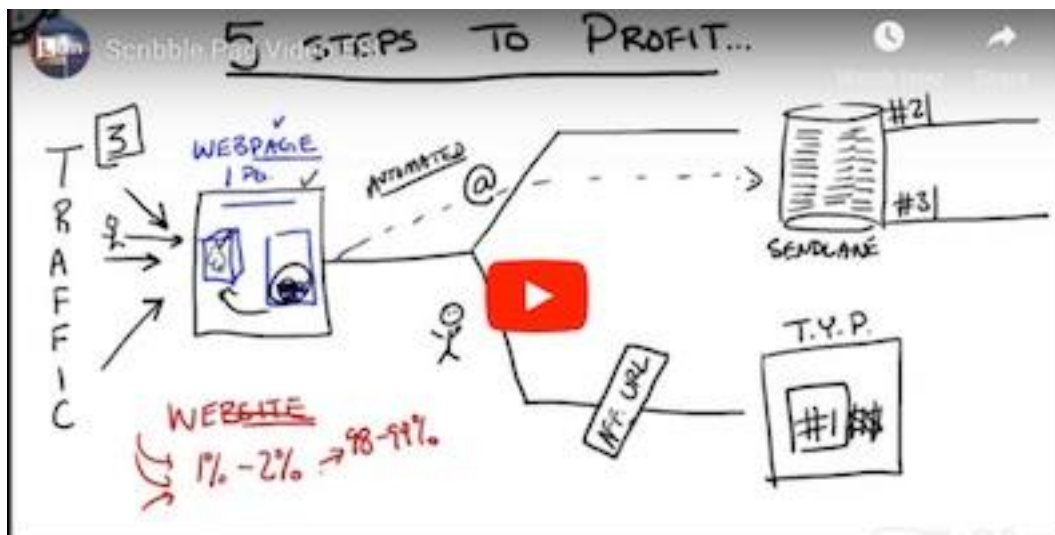 Scribble Pad Video
5 STEPS TO PROFIT...
TRAFFIC
3
WEBPAGE
1 PG.
AUTOMATED
@
#2
#3
SENDLANE
T.Y.P.
#1
AFF. URL
WEBSITE
1% - 2% → 98-99%